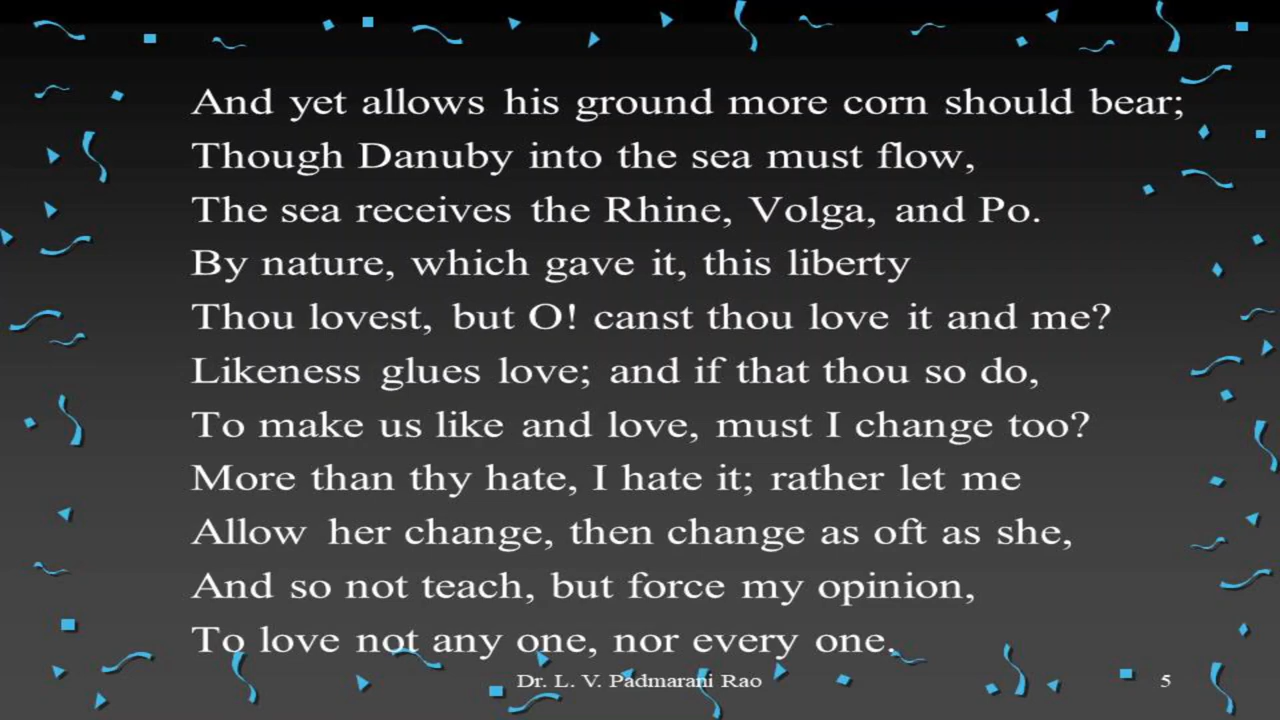 And yet allows his ground more corn should bear;
Though Danuby into the sea must flow,
The sea receives the Rhine, Volga, and Po.
By nature, which gave it, this liberty
Thou lovest, but O! canst thou love it and me?
Likeness glues love; and if that thou so do,
To make us like and love, must I change too?
More than thy hate, I hate it; rather let me
Allow her change, then change as oft as she,
And so not teach, but force my opinion,
To love not any one, nor every one.
Dr. L. V. Padmarani Rao
5